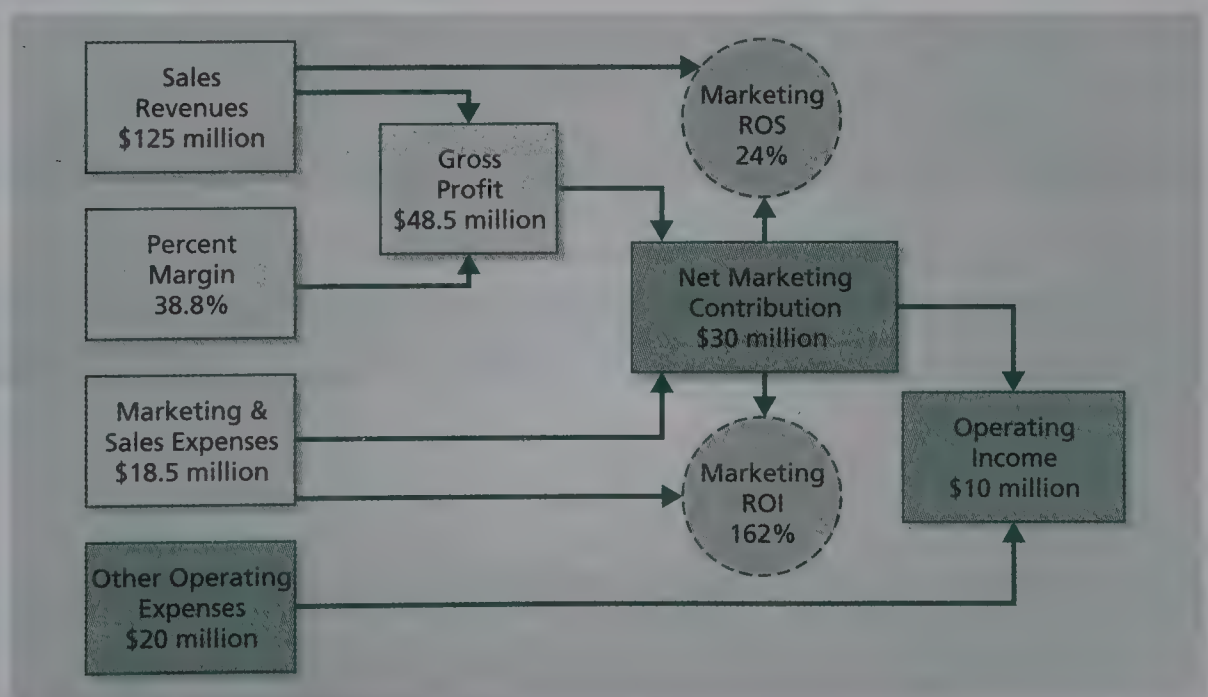 Sales
Revenues
$125 million
Marketing
ROS
24%
Gross
Profit
$48.5 million
Percent
Margin
38.8%
Net Marketing
Contribution
$30 million
Marketing &
Sales Expenses
$18.5 million
Operating
Income
$10 million
Marketing
ROI
162%
Other Operating
Expenses
$20 million